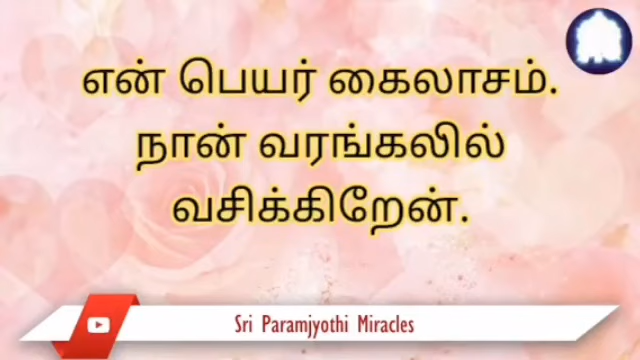 என் பெயர் கைலாசம்.
நான் வரங்கலில்
வசிக்கிறேன்.
Sri Paramjyothi Miracles